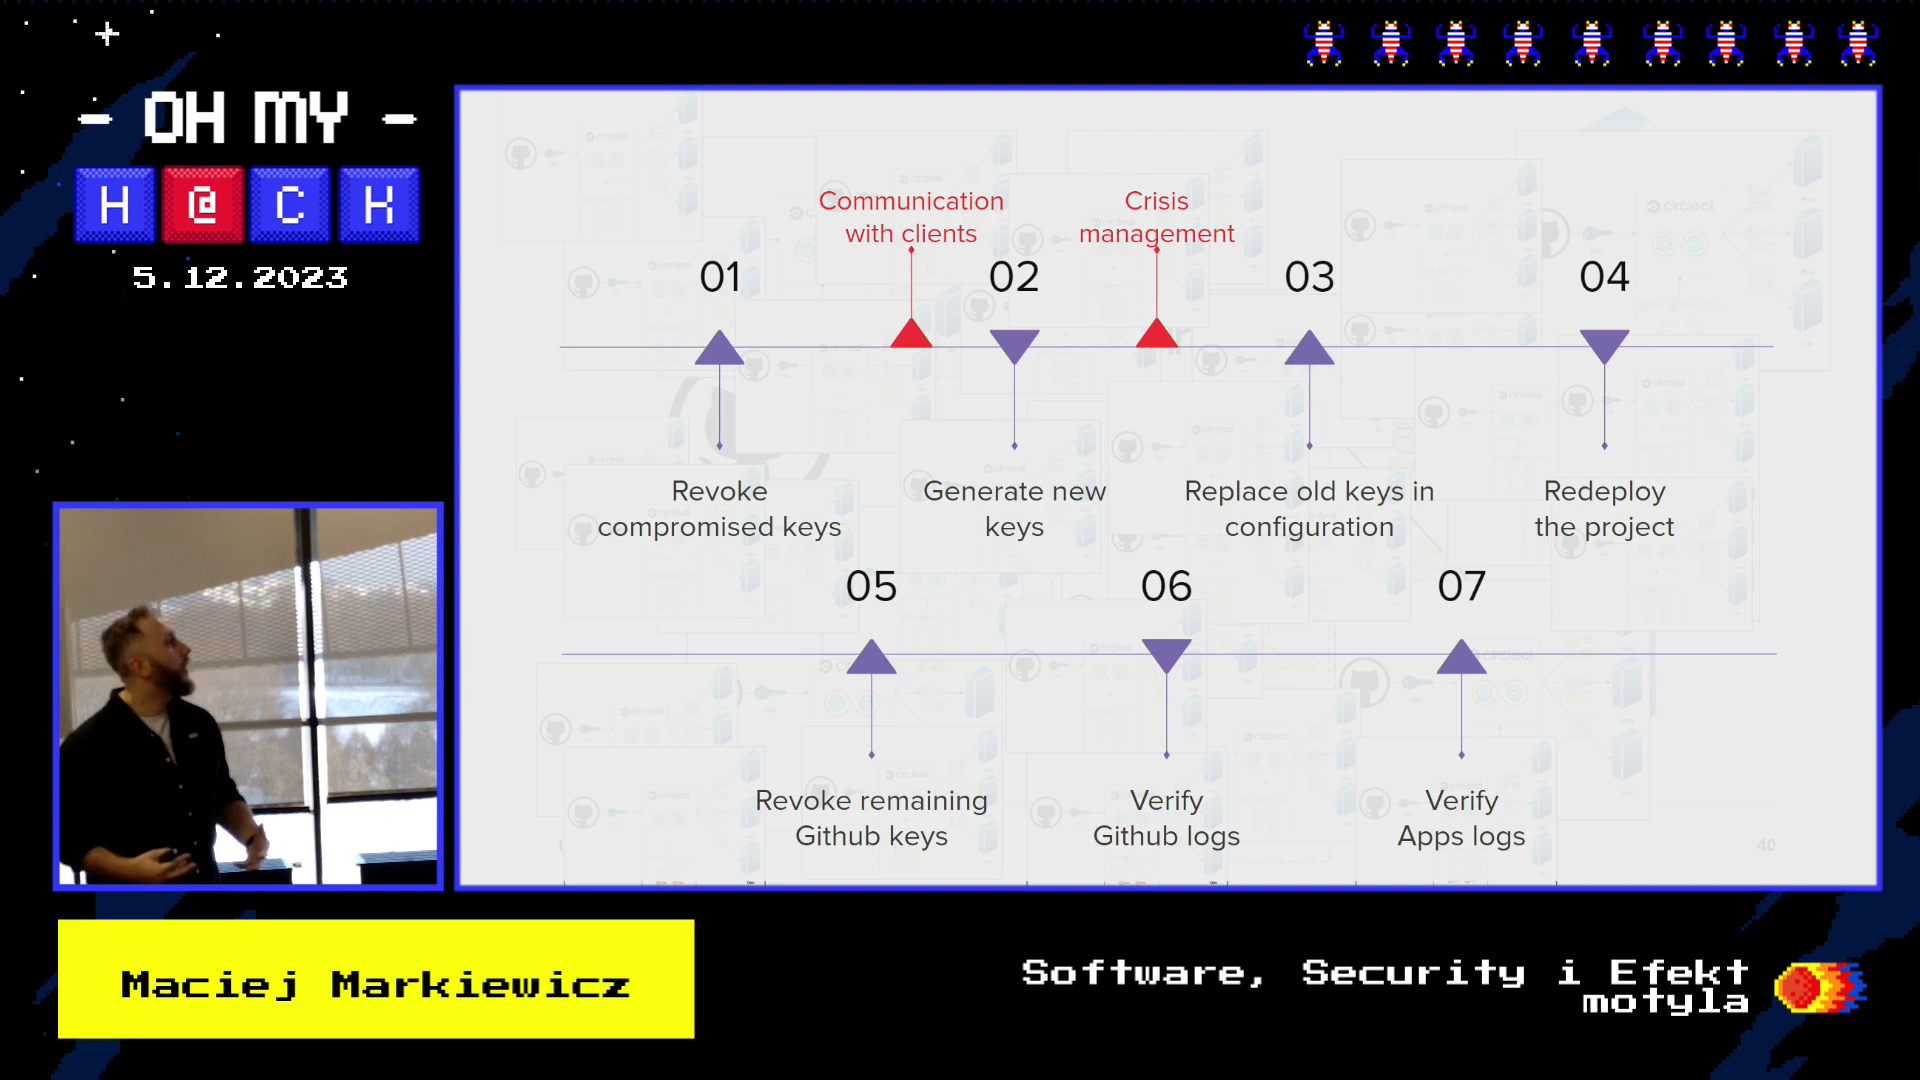 - OH MY -
H@CK
5.12.2023
Communication
with clients
Crisis
management
01
02
03
04
Revoke
compromised keys
Generate new
keys
Replace old keys in
configuration
Redeploy
the project
05
06
07
Revoke remaining
Github keys
Verify
Github logs
Verify
Apps logs
40
Maciej Markiewicz
Software, Security i Efekt
motyla